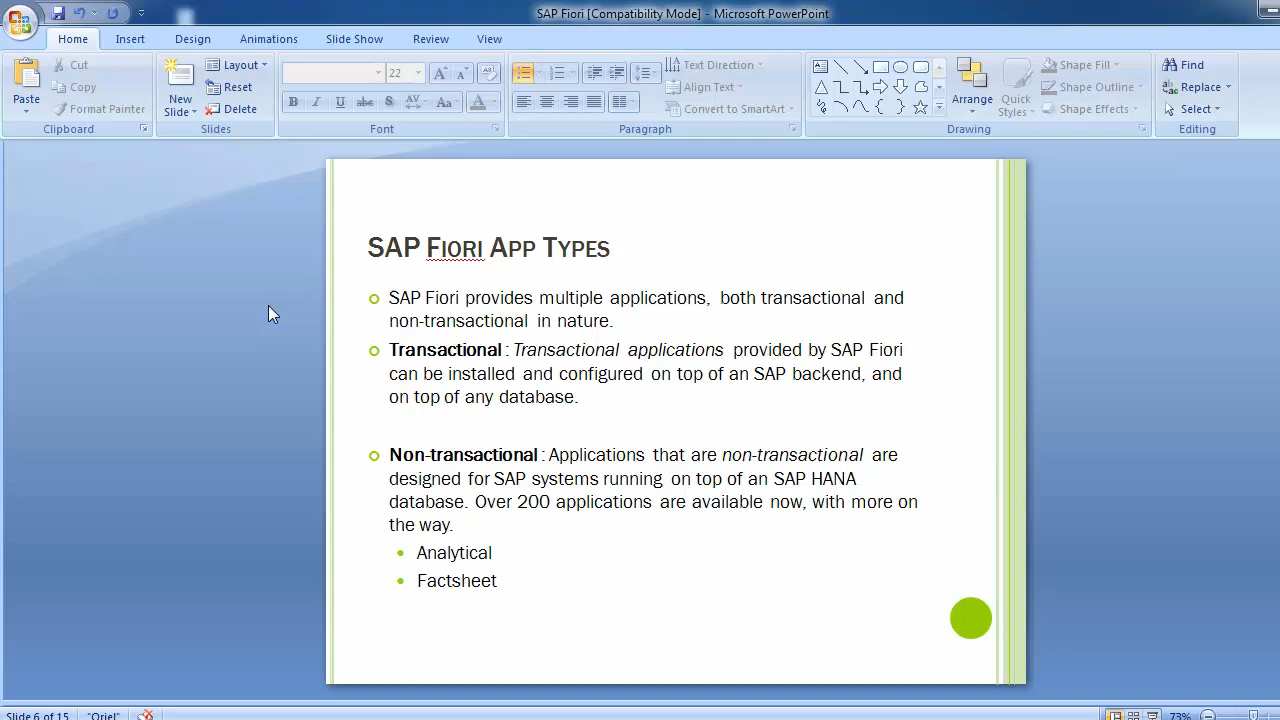 SAP Fiori [Compatibility Mode] - Microsoft PowerPoint
Home Insert Design Slide Show Animations Review View
Paste
Cut
Copy
Format Painter
Clipboard
New Slide
Layout
Reset
Delete
Slides
22
B I U abc AV Aa A
Font
Text Direction
Align Text
Convert to SmartArt
Paragraph
Arrange
Quick Styles
Shape Fill
Shape Outline
Shape Effects
Drawing
Find
Replace
Select
Editing
SAP Fiori App Types
SAP Fiori provides multiple applications, both transactional and
non-transactional in nature.
Transactional : Transactional applications provided by SAP Fiori
can be installed and configured on top of an SAP backend, and
on top of any database.
Non-transactional : Applications that are non-transactional are
designed for SAP systems running on top of an SAP HANA
database. Over 200 applications are available now, with more on
the way.
Analytical
Factsheet
Slide 6 of 15 "Oriel" 73%